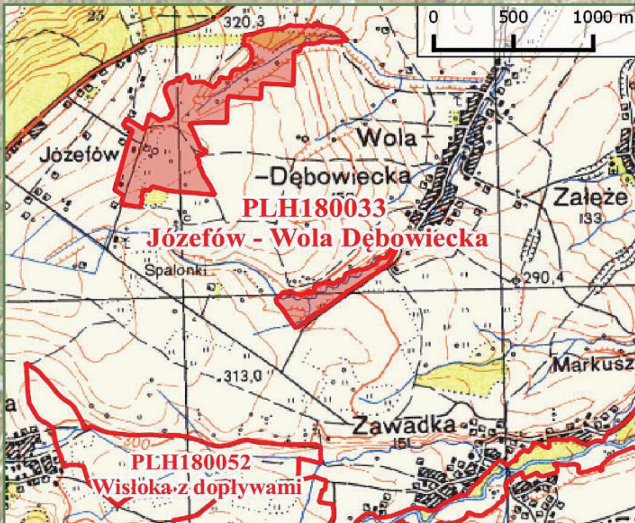 25
320,3
0 500 1000 m
Józefów
Wola
Dębowiecka
Załęże
133
PLH180033
Józefów - Wola Dębowiecka
Spalonki
290,4
313,0
Markusz
a
Zawadka
151
300
PLH180052
Wisłoka z dopływami